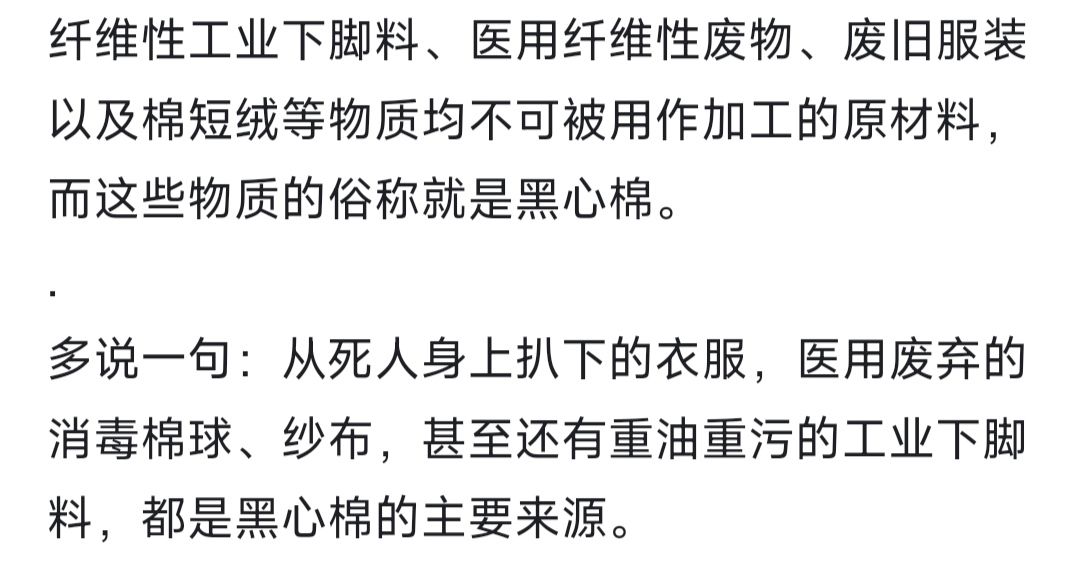 纤维性工业下脚料、医用纤维性废物、废旧服装
以及棉短绒等物质均不可被用作加工的原材料，
而这些物质的俗称就是黑心棉。
.
多说一句：从死人身上扒下的衣服，医用废弃的
消毒棉球、纱布，甚至还有重油重污的工业下脚
料，都是黑心棉的主要来源。